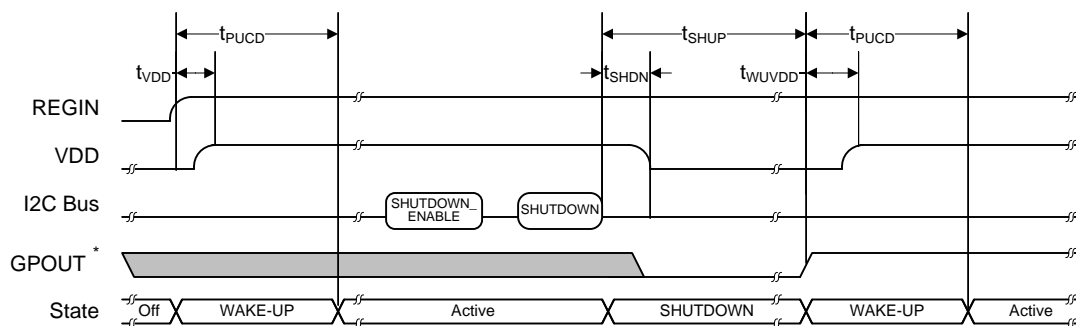 tPUCD
tSHUP
tPUCD
tVDD
tSHDN
tWUVDD
REGIN
VDD
I2C Bus
SHUTDOWN_
ENABLE
SHUTDOWN
GPOUT *
State
Off
WAKE-UP
Active
SHUTDOWN
WAKE-UP
Active